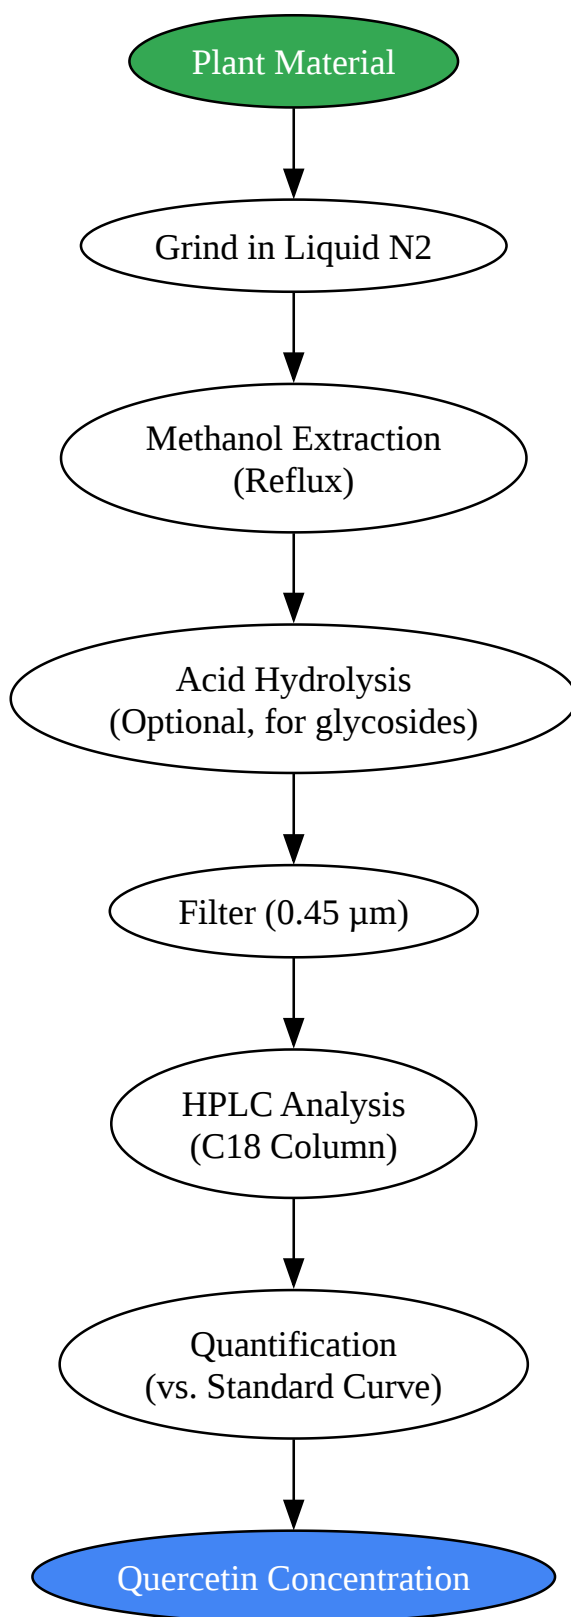 Plant Material
Grind in Liquid N2
Methanol Extraction
(Reflux)
Acid Hydrolysis
(Optional, for glycosides)
Filter (0.45 µm)
HPLC Analysis
(C18 Column)
Quantification
(vs. Standard Curve)
Quercetin Concentration